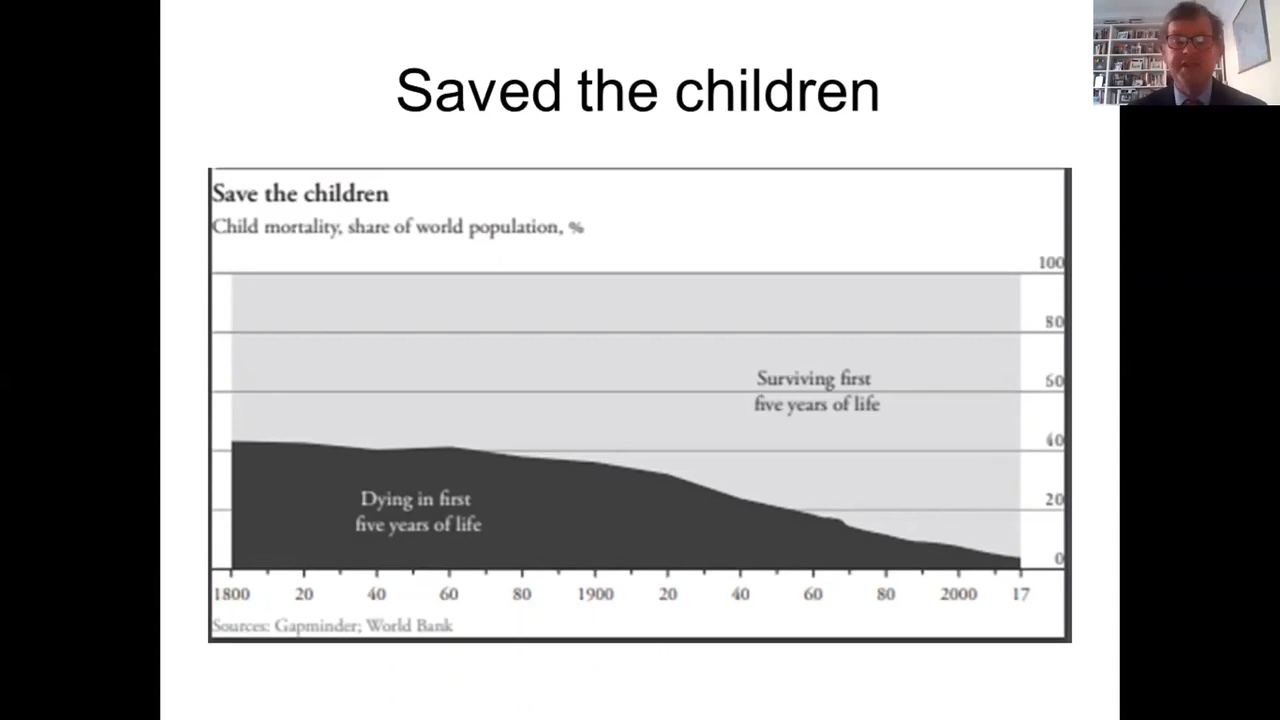 Saved the children
Save the children
Child mortality, share of world population, %
100
80
60
40
20
0
Surviving first
five years of life
Dying in first
five years of life
1800 20 40 60 80 1900 20 40 60 80 2000 17
Sources: Gapminder; World Bank